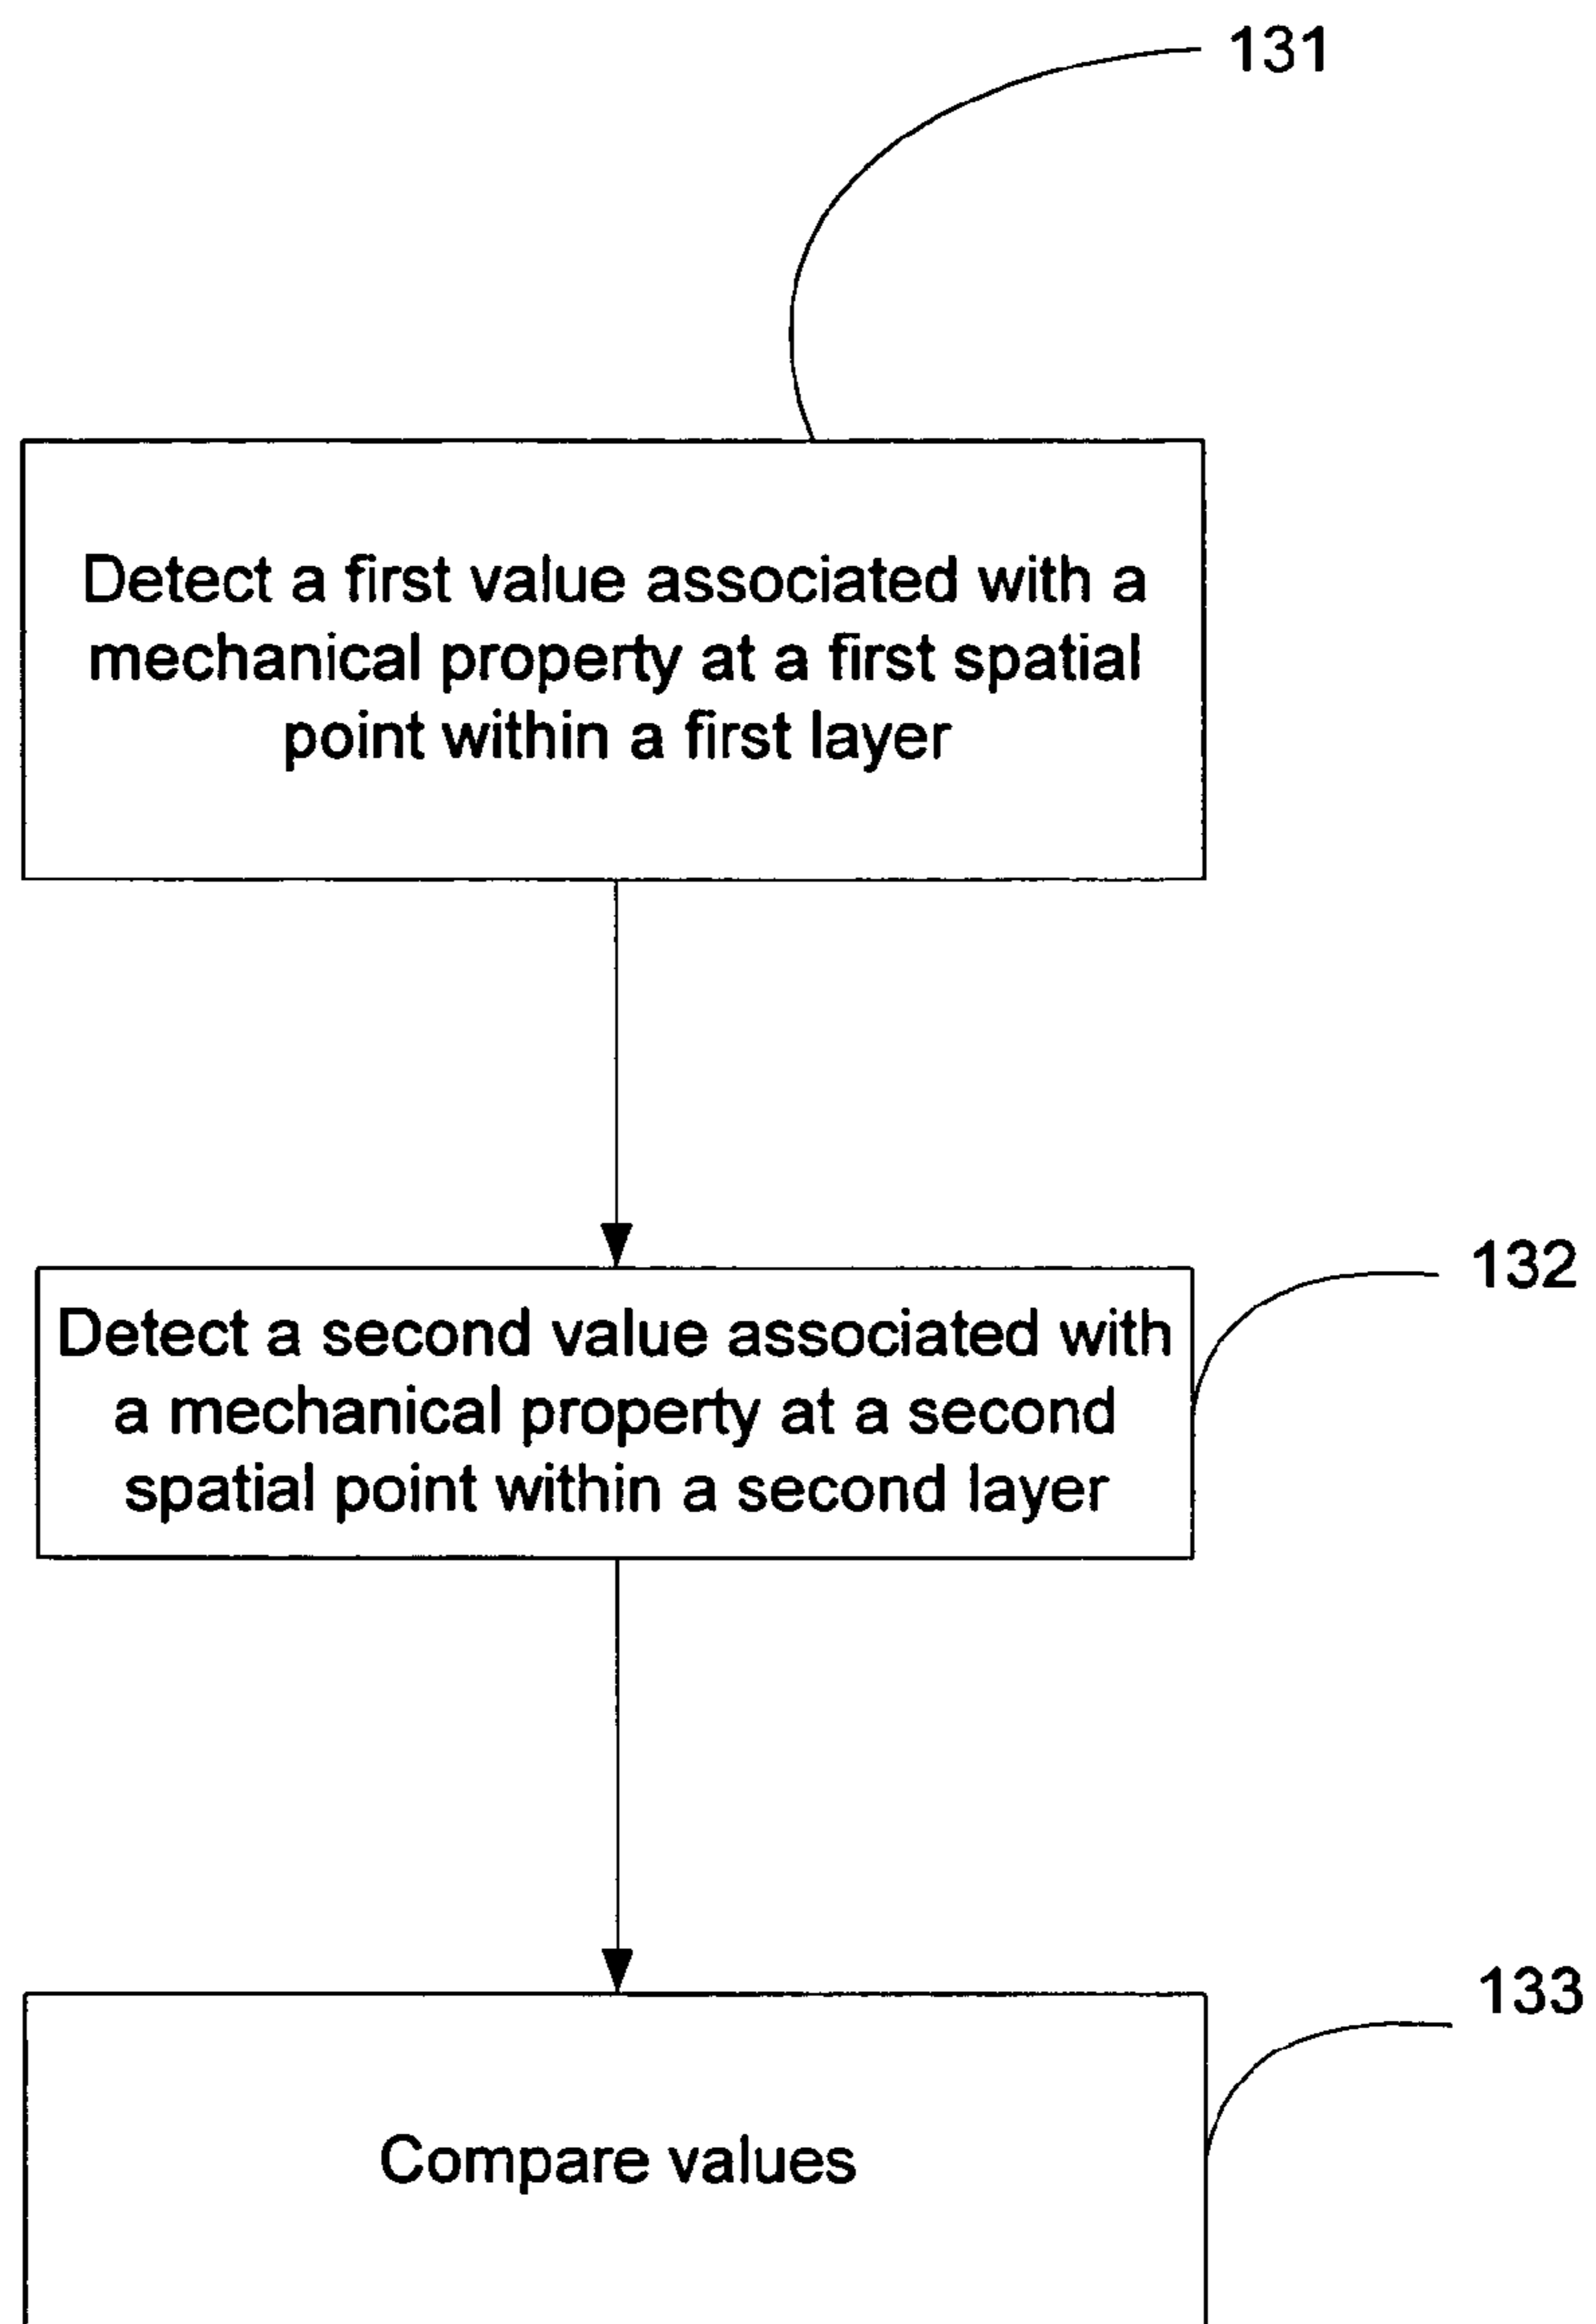 131
Detect a first value associated with a
mechanical property at a first spatial
point within a first layer
132
Detect a second value associated with
a mechanical property at a second
spatial point within a second layer
133
Compare values